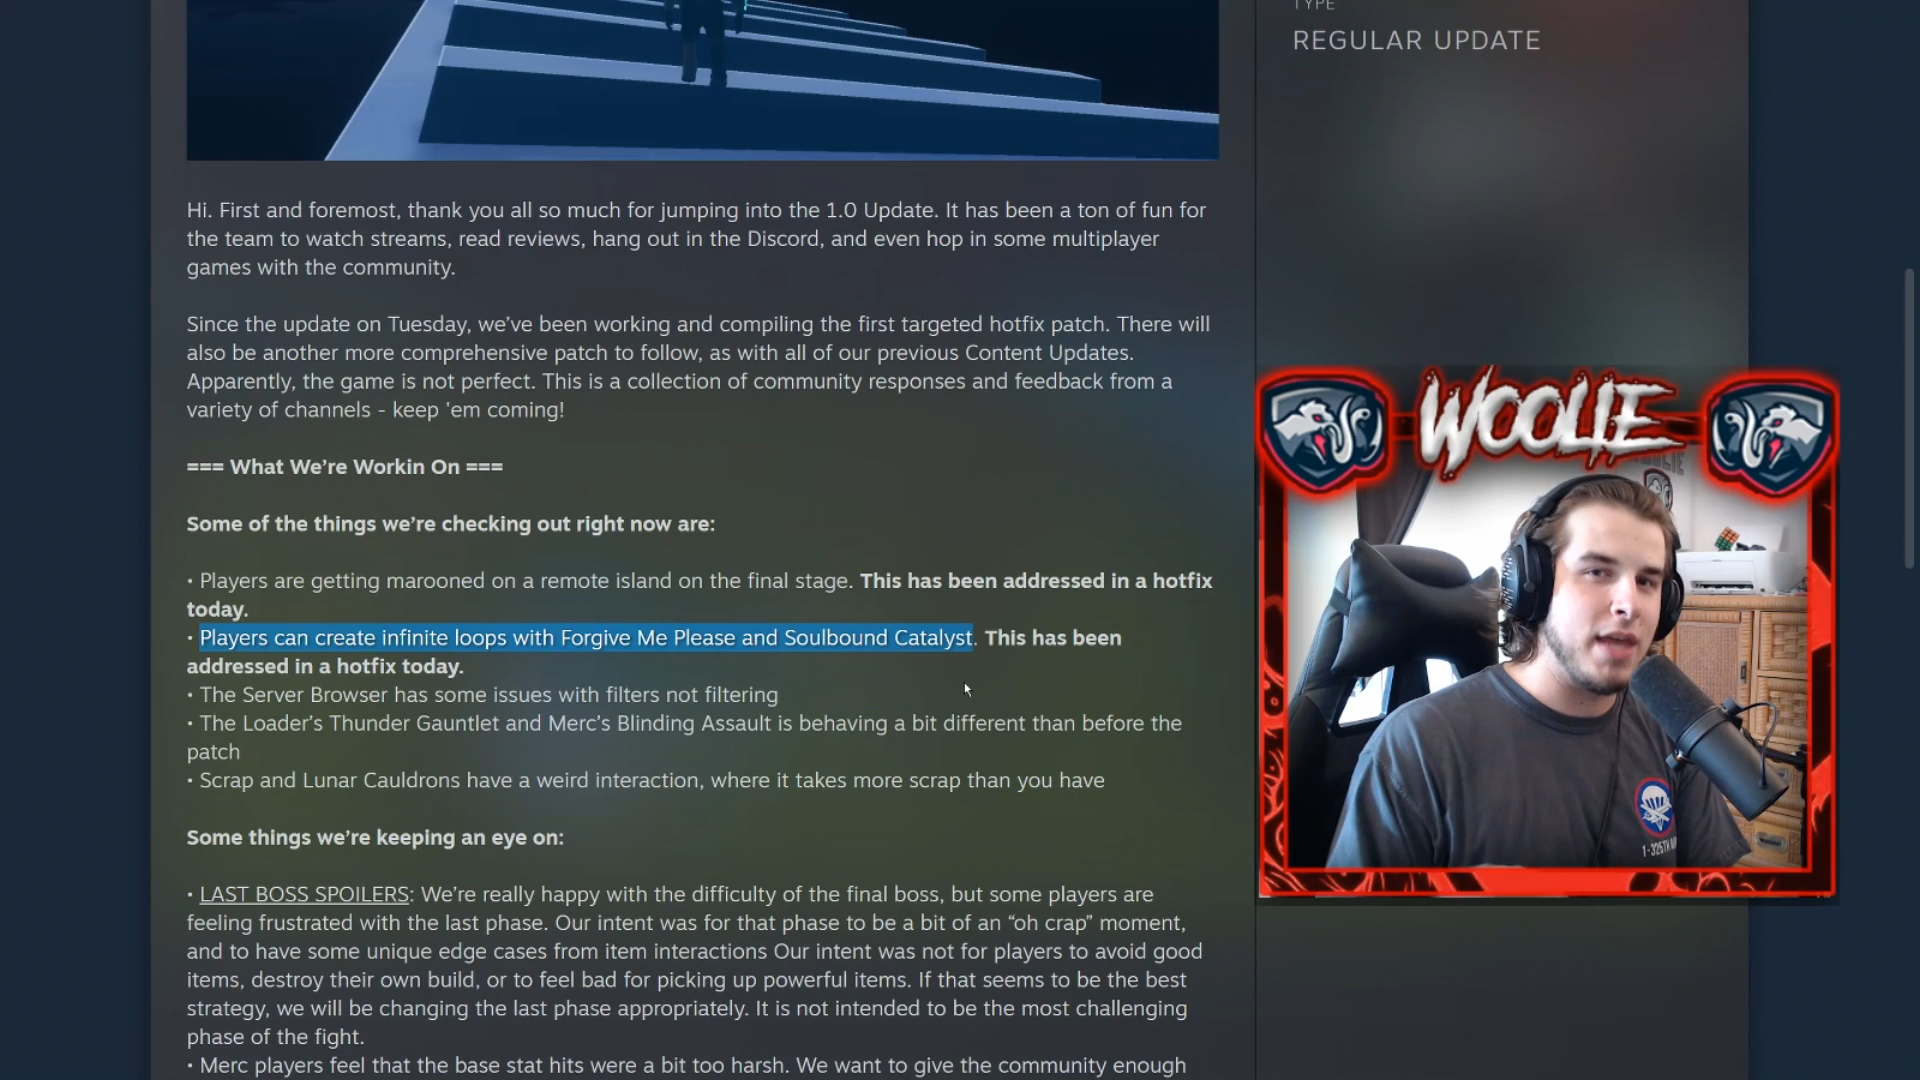 TYPE
REGULAR UPDATE
Hi. First and foremost, thank you all so much for jumping into the 1.0 Update. It has been a ton of fun for
the team to watch streams, read reviews, hang out in the Discord, and even hop in some multiplayer
games with the community.
Since the update on Tuesday, we’ve been working and compiling the first targeted hotfix patch. There will
also be another more comprehensive patch to follow, as with all of our previous Content Updates.
Apparently, the game is not perfect. This is a collection of community responses and feedback from a
variety of channels - keep 'em coming!
=== What We’re Workin On ===
Some of the things we’re checking out right now are:
• Players are getting marooned on a remote island on the final stage. This has been addressed in a hotfix
today.
• Players can create infinite loops with Forgive Me Please and Soulbound Catalyst. This has been
addressed in a hotfix today.
• The Server Browser has some issues with filters not filtering
• The Loader’s Thunder Gauntlet and Merc’s Blinding Assault is behaving a bit different than before the
patch
• Scrap and Lunar Cauldrons have a weird interaction, where it takes more scrap than you have
Some things we’re keeping an eye on:
• LAST BOSS SPOILERS: We’re really happy with the difficulty of the final boss, but some players are
feeling frustrated with the last phase. Our intent was for that phase to be a bit of an “oh crap” moment,
and to have some unique edge cases from item interactions Our intent was not for players to avoid good
items, destroy their own build, or to feel bad for picking up powerful items. If that seems to be the best
strategy, we will be changing the last phase appropriately. It is not intended to be the most challenging
phase of the fight.
• Merc players feel that the base stat hits were a bit too harsh. We want to give the community enough
WOOLIE